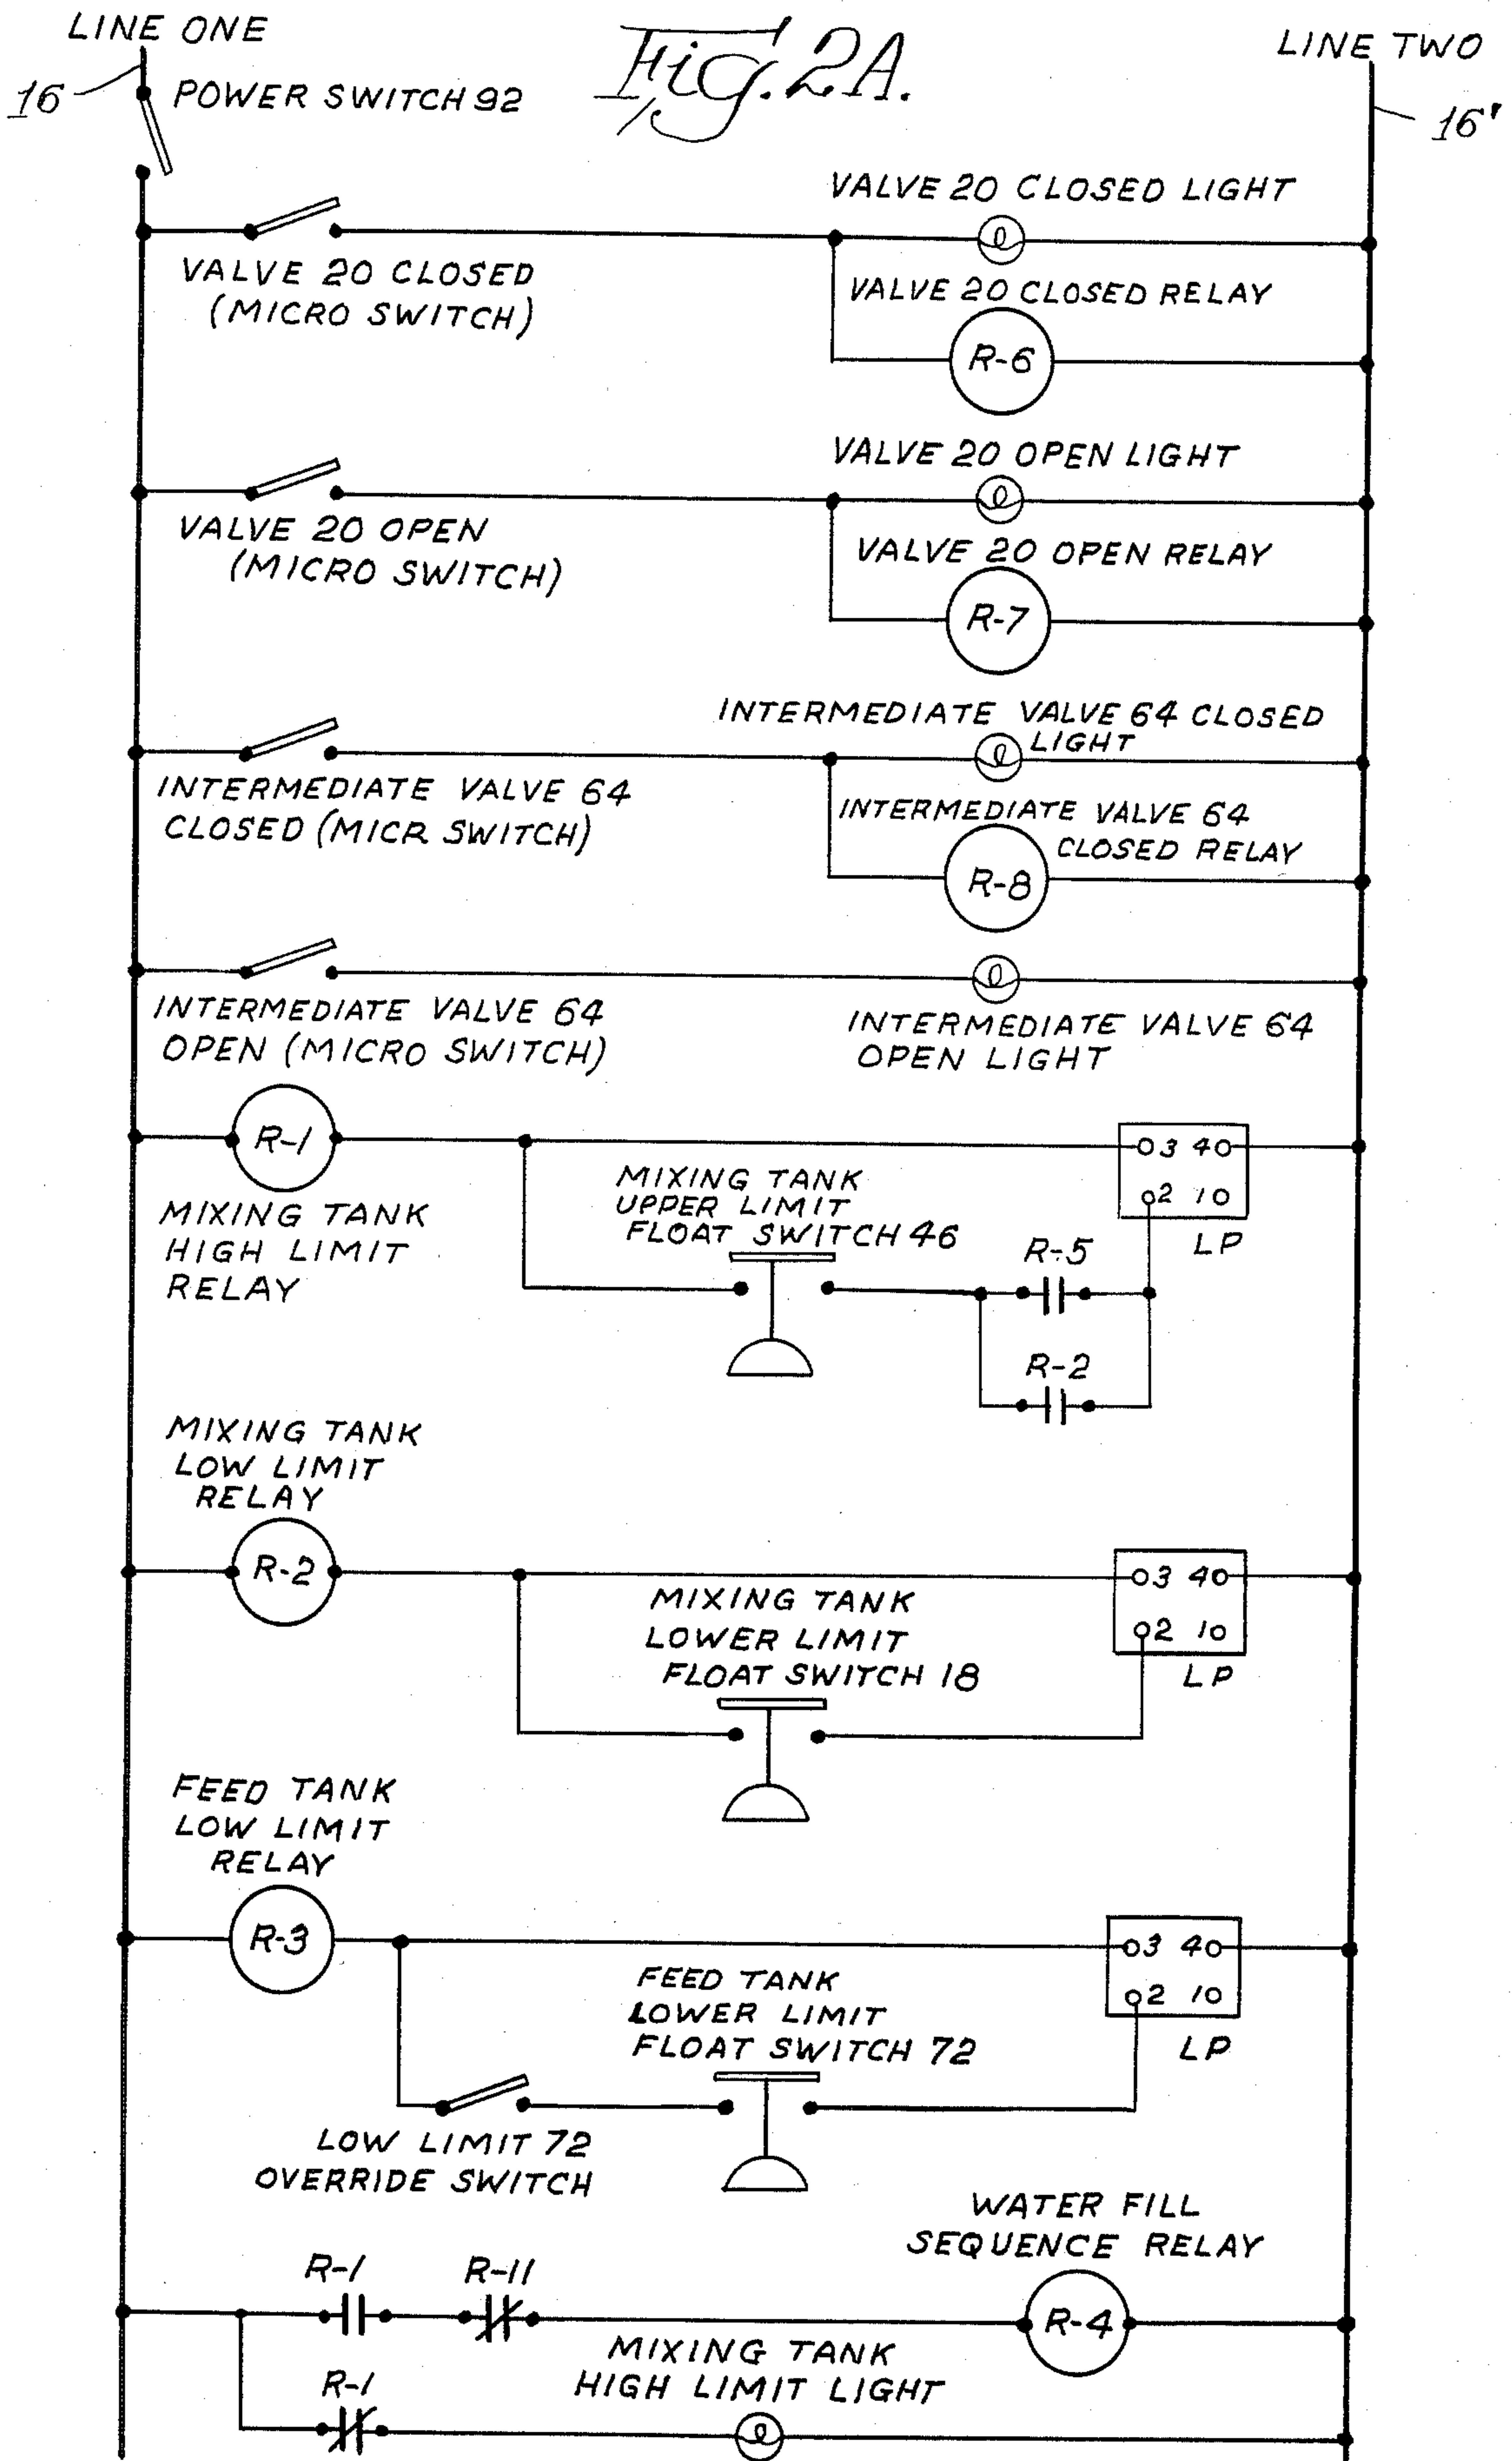 LINE ONE
Fig. 2A.
LINE TWO
16
POWER SWITCH 92
16'
VALVE 20 CLOSED LIGHT
VALVE 20 CLOSED
(MICRO SWITCH)
VALVE 20 CLOSED RELAY
R-6
VALVE 20 OPEN LIGHT
VALVE 20 OPEN
(MICRO SWITCH)
VALVE 20 OPEN RELAY
R-7
INTERMEDIATE VALVE 64 CLOSED
LIGHT
INTERMEDIATE VALVE 64
CLOSED (MICR SWITCH)
INTERMEDIATE VALVE 64
CLOSED RELAY
R-8
INTERMEDIATE VALVE 64
OPEN (MICRO SWITCH)
INTERMEDIATE VALVE 64
OPEN LIGHT
R-1
3 4
2 1
LP
MIXING TANK
HIGH LIMIT
RELAY
MIXING TANK
UPPER LIMIT
FLOAT SWITCH 46
R-5
R-2
MIXING TANK
LOW LIMIT
RELAY
R-2
3 4
2 1
LP
MIXING TANK
LOWER LIMIT
FLOAT SWITCH 18
FEED TANK
LOW LIMIT
RELAY
R-3
3 4
2 1
LP
FEED TANK
LOWER LIMIT
FLOAT SWITCH 72
LOW LIMIT 72
OVERRIDE SWITCH
WATER FILL
SEQUENCE RELAY
R-1
R-11
R-4
MIXING TANK
HIGH LIMIT LIGHT
R-1